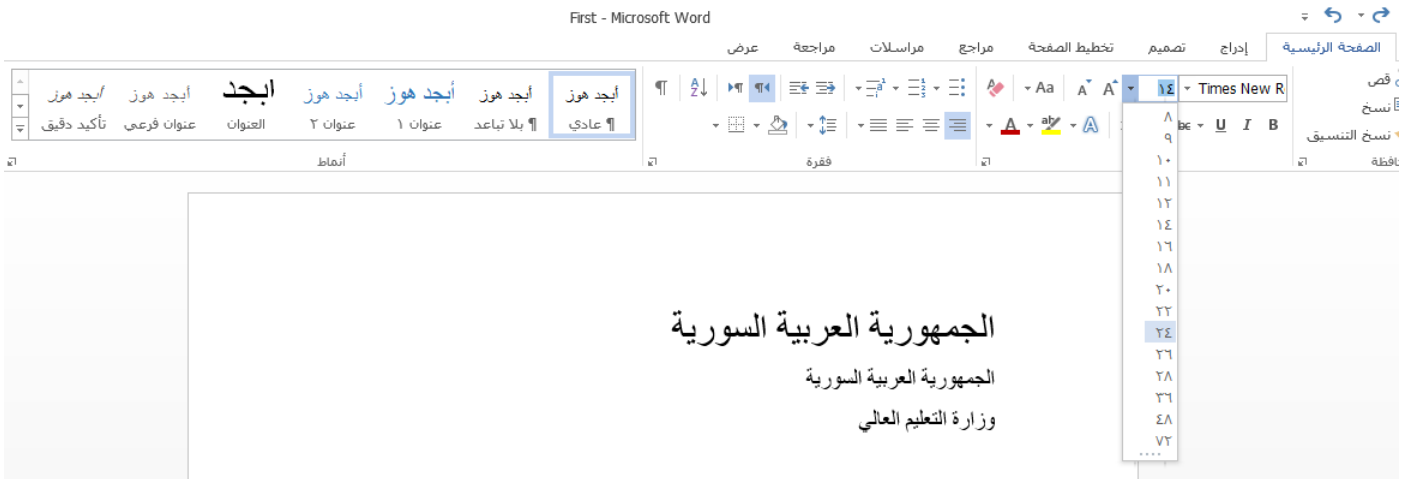 First - Microsoft Word
الصفحة الرئيسية إدراج تصميم تخطيط الصفحة مراجع مراسلات مراجعة عرض
قص
نسخ
نسخ التنسيق
Times New R ١٤
B I U abc
Aa
A A
أبجد هوز أبجد هوز أبجد هوز أبجد هوز ابجد أبجد هوز أبجد هوز
¶ عادي ¶ بلا تباعد عنوان ١ عنوان ٢ العنوان عنوان فرعي تأكيد دقيق
فقرة أنماط
٨
٩
١٠
١١
١٢
١٤
١٦
١٨
٢٠
٢٢
٢٤
٢٦
٢٨
٣٦
٤٨
٧٢
الجمهورية العربية السورية
الجمهورية العربية السورية
وزارة التعليم العالي